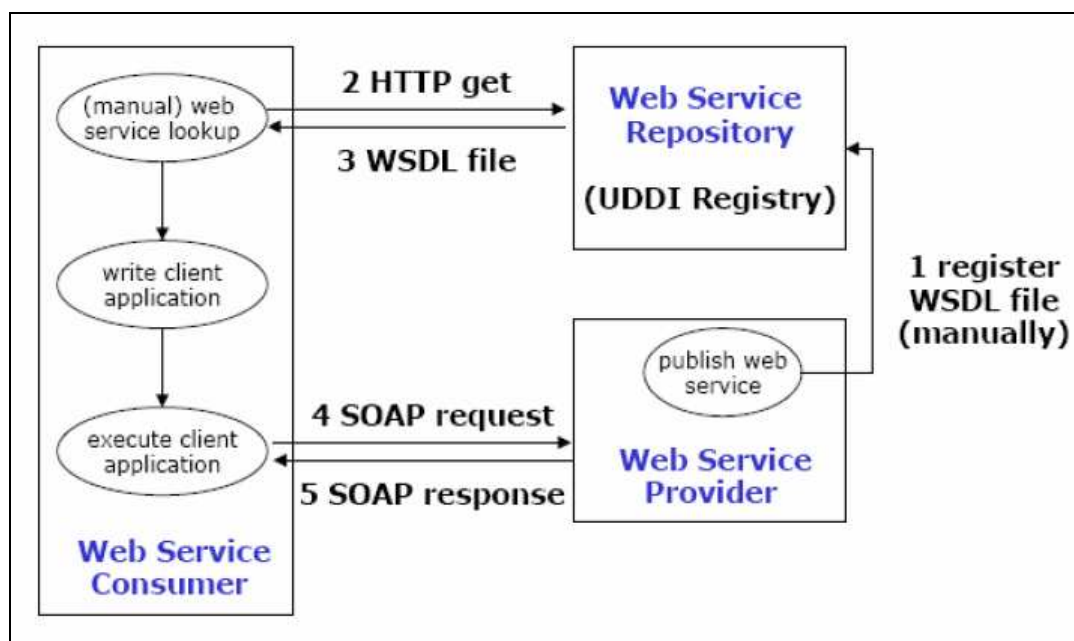 (manual) web
service lookup
write client
application
execute client
application
Web Service
Consumer
2 HTTP get
3 WSDL file
4 SOAP request
5 SOAP response
Web Service
Repository
(UDDI Registry)
publish web
service
Web Service
Provider
1 register
WSDL file
(manually)